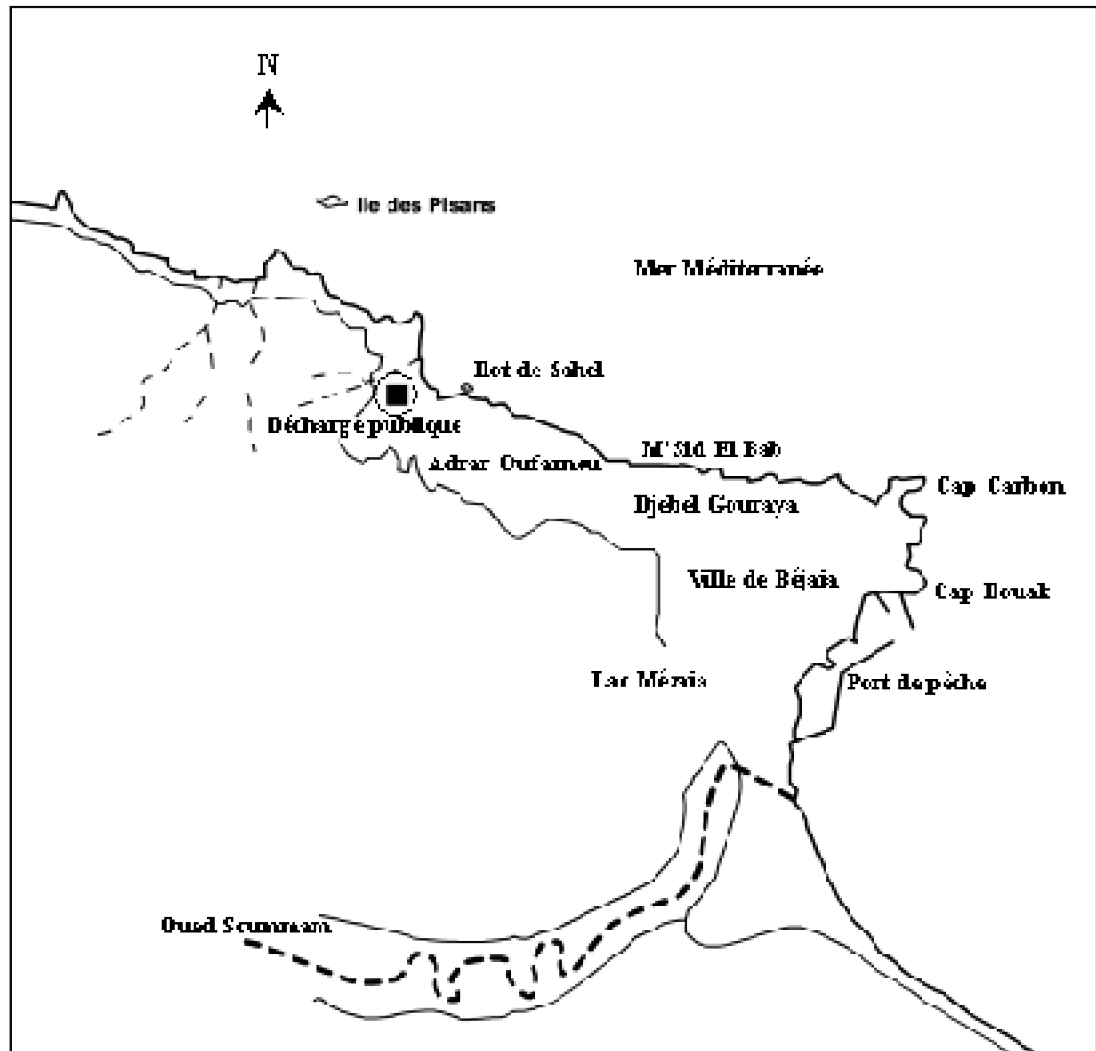 N
Ile des Pisans
Mer Méditerranée
Ilot de Sahel
Décharge publique
Adrar Oufarnou
M' Sid El Bab
Cap Carbon
Djebel Gouraya
Ville de Béjaia
Cap Bouak
Lac Mézaia
Port de pêche
Oued Soummam